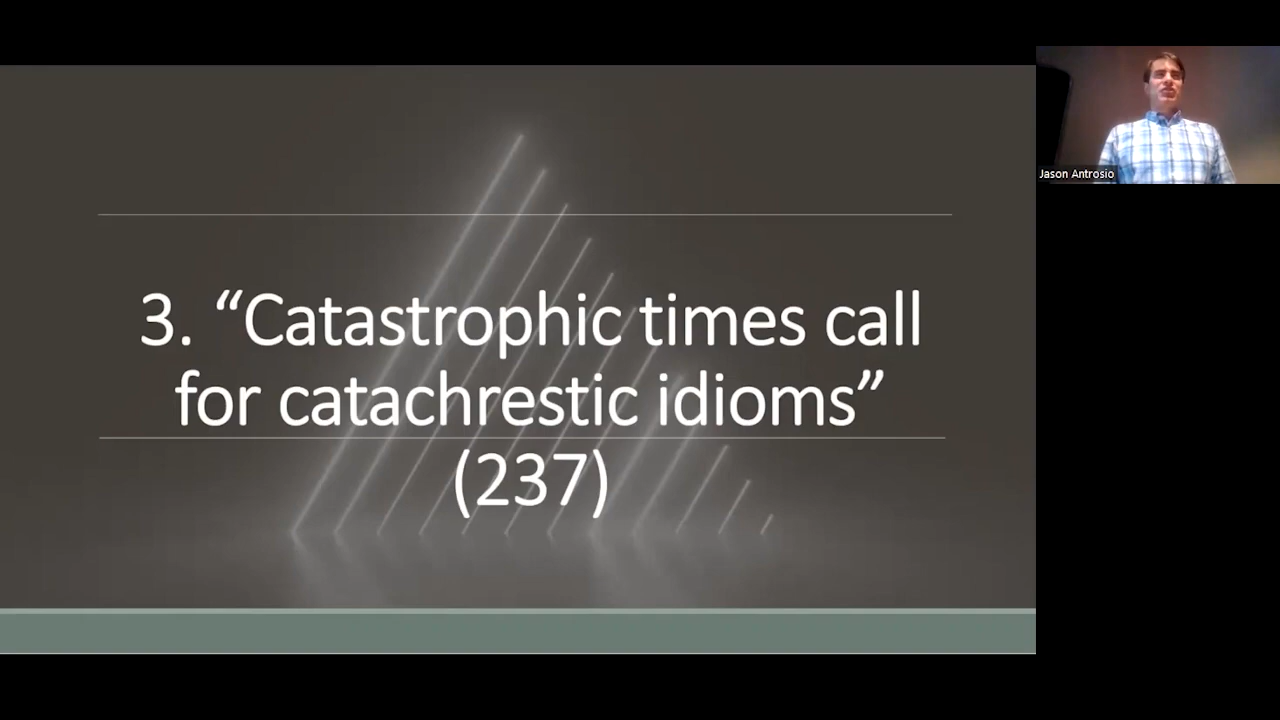 3. “Catastrophic times call
for catachrestic idioms”
(237)
Jason Antrosio